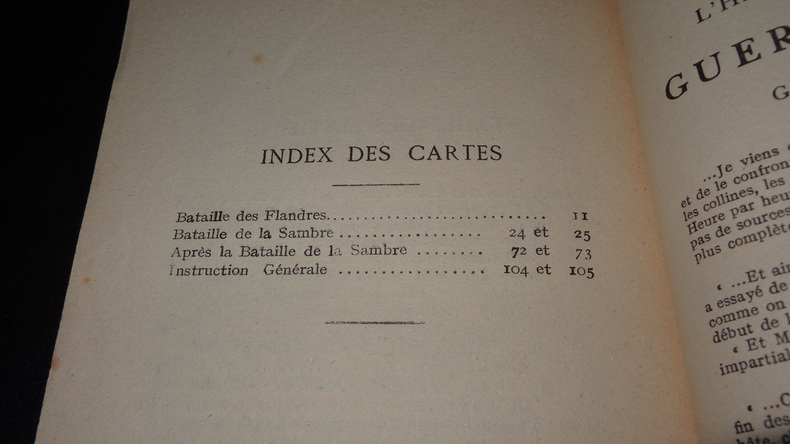 INDEX DES CARTES
Bataille des Flandres........................... 11
Bataille de la Sambre................. 24 et 25
Après la Bataille de la Sambre ........ 72 et 73
Instruction Générale ................. 104 et 105
L'H
GUER
G
...Je viens
et de le confron
les collines, les
Heure par heu
pas de sources
plus complète
« ...Et ain
a essayé de
comme on
début de l
« Et M
impartial
« ...C
fin des